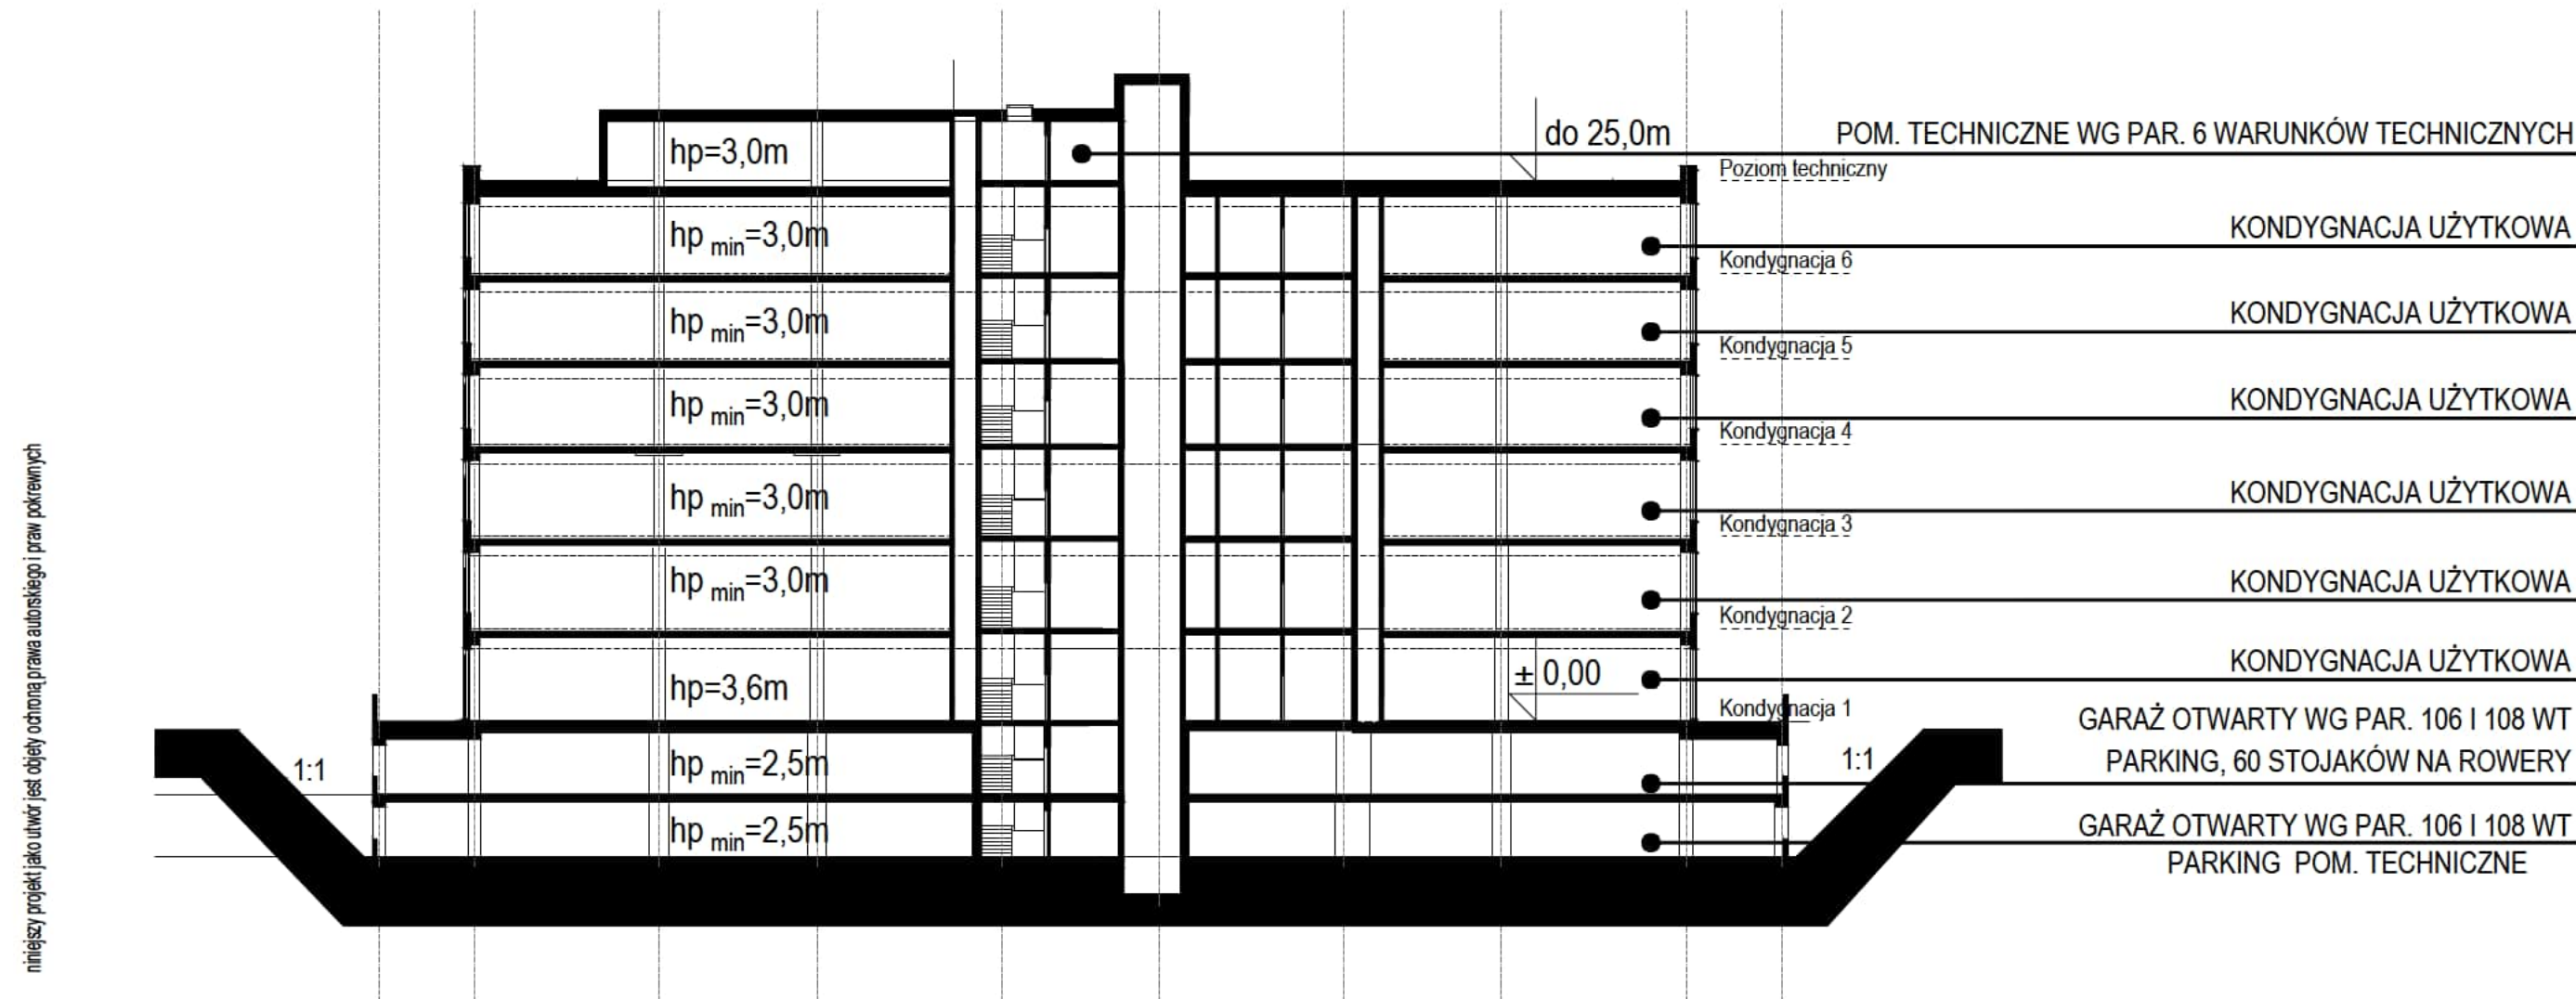 do 25,0m
POM. TECHNICZNE WG PAR. 6 WARUNKÓW TECHNICZNYCH
hp=3,0m
Poziom techniczny
hp min=3,0m
KONDYGNACJA UŻYTKOWA
Kondygnacja 6
hp min=3,0m
KONDYGNACJA UŻYTKOWA
Kondygnacja 5
hp min=3,0m
KONDYGNACJA UŻYTKOWA
Kondygnacja 4
hp min=3,0m
KONDYGNACJA UŻYTKOWA
Kondygnacja 3
hp min=3,0m
KONDYGNACJA UŻYTKOWA
Kondygnacja 2
hp=3,6m
± 0,00
KONDYGNACJA UŻYTKOWA
Kondygnacja 1
GARAŻ OTWARTY WG PAR. 106 I 108 WT
1:1
hp min=2,5m
1:1
PARKING, 60 STOJAKÓW NA ROWERY
hp min=2,5m
GARAŻ OTWARTY WG PAR. 106 I 108 WT
PARKING POM. TECHNICZNE
niniejszy projekt jako utwór jest objęty ochroną prawa autorskiego i praw pokrewnych